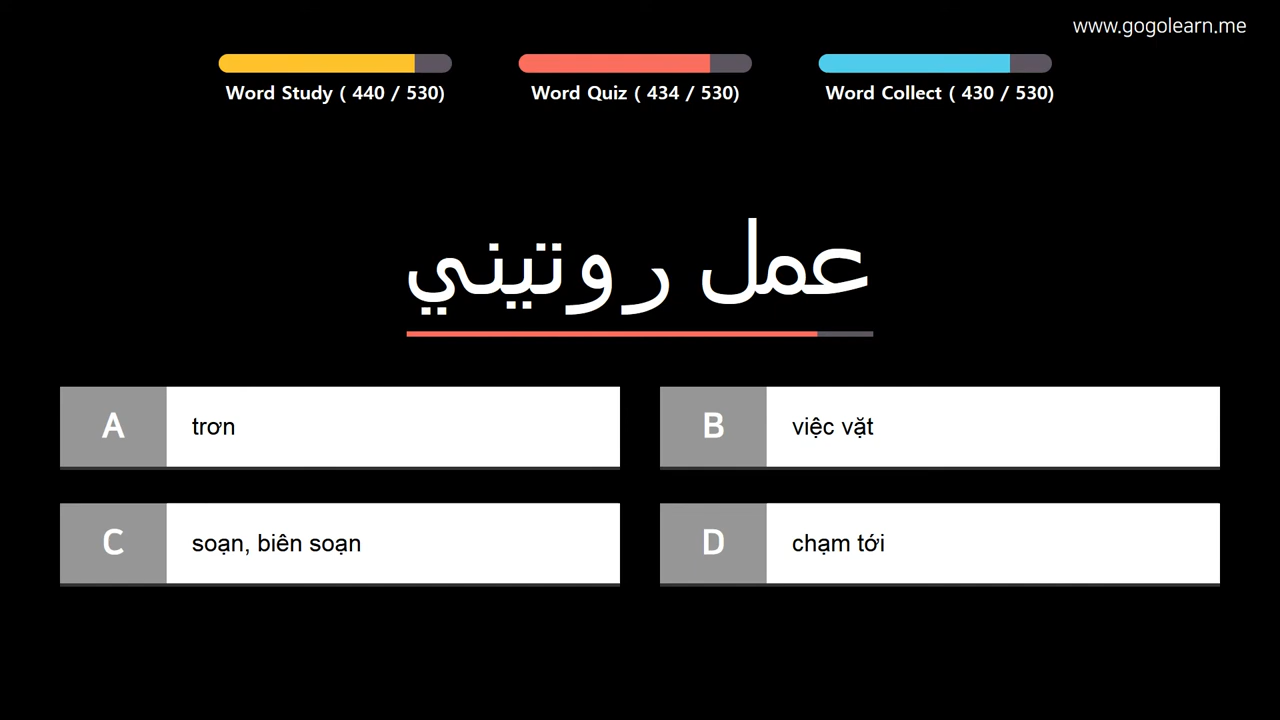 www.gogolearn.me
Word Study ( 440 / 530)
Word Quiz ( 434 / 530)
Word Collect ( 430 / 530)
عمل روتيني
A
trơn
B
việc vặt
C
soạn, biên soạn
D
chạm tới